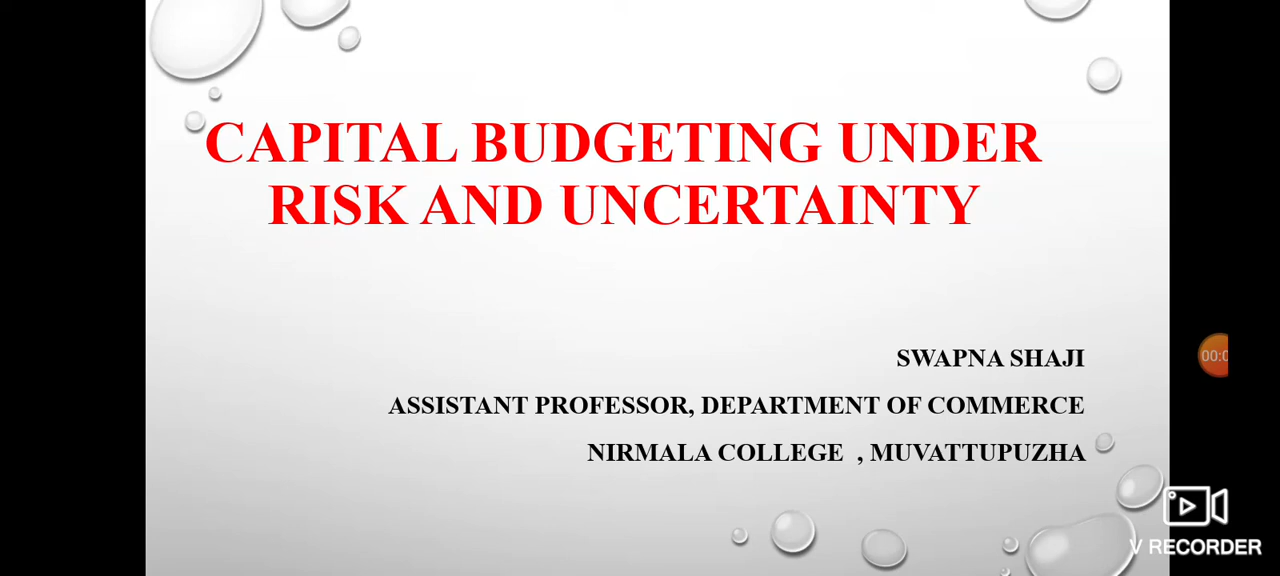 CAPITAL BUDGETING UNDER
RISK AND UNCERTAINTY
SWAPNA SHAJI
ASSISTANT PROFESSOR, DEPARTMENT OF COMMERCE
NIRMALA COLLEGE , MUVATTUPUZHA
V RECORDER